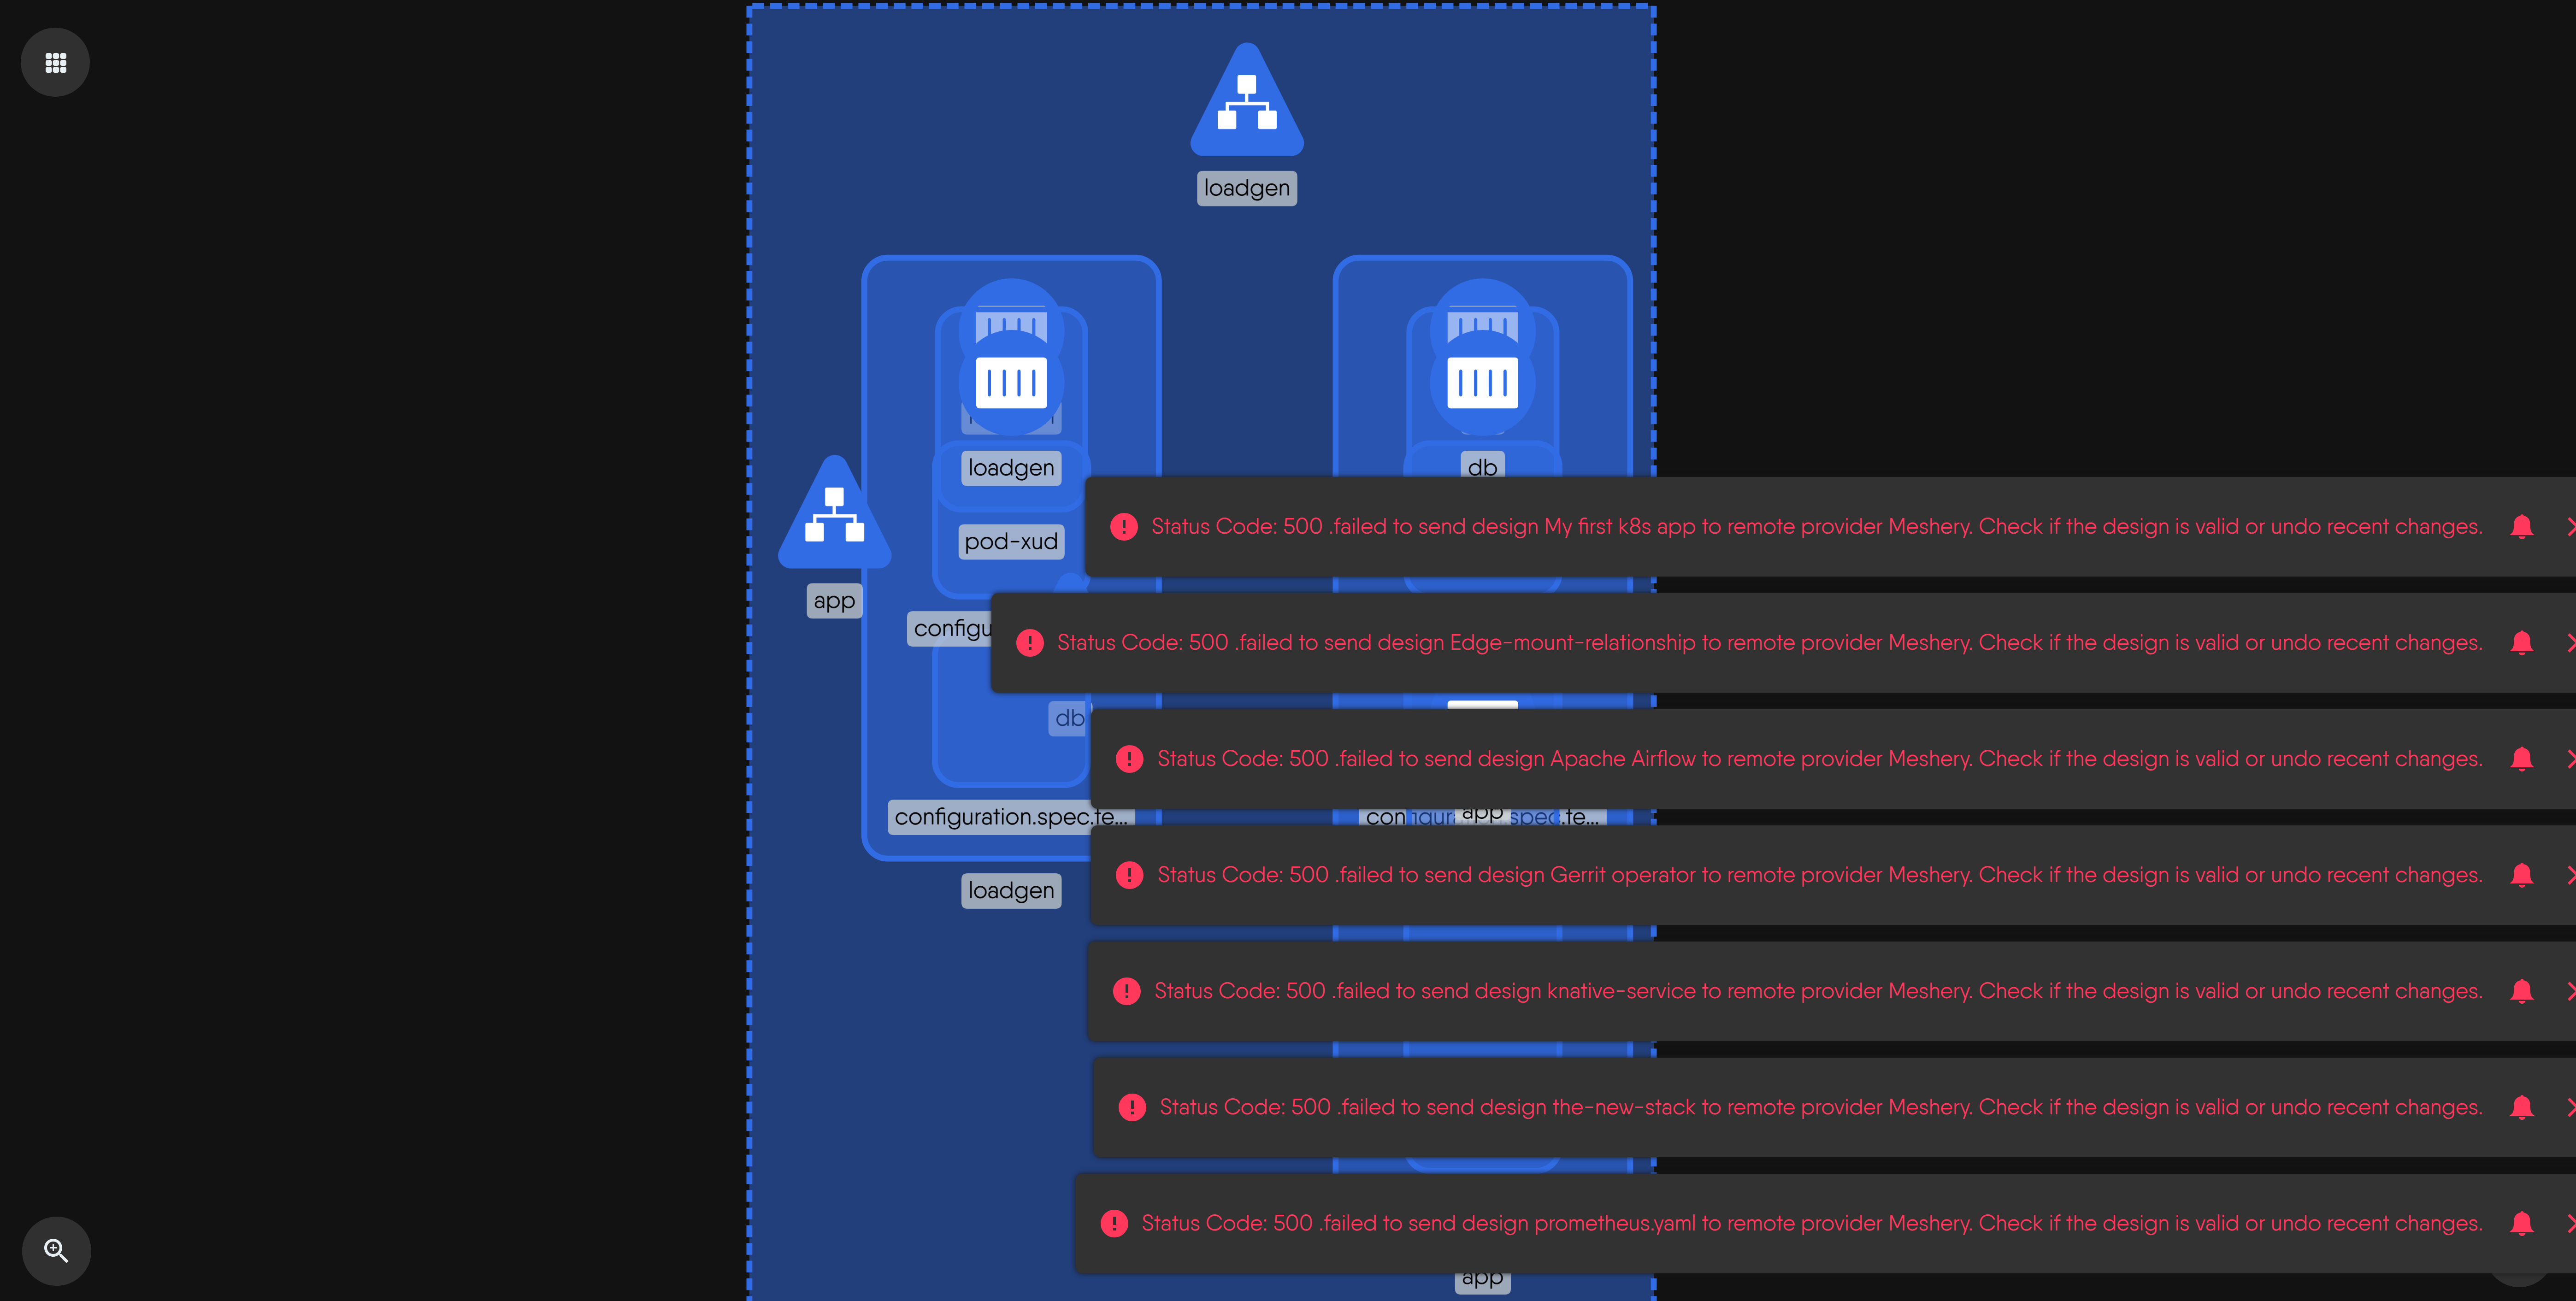 loadgen
loadgen
db
Status Code: 500 .failed to send design My first k8s app to remote provider Meshery. Check if the design is valid or undo recent changes.
pod-xud
app
configu
Status Code: 500 .failed to send design Edge-mount-relationship to remote provider Meshery. Check if the design is valid or undo recent changes.
db
Status Code: 500 .failed to send design Apache Airflow to remote provider Meshery. Check if the design is valid or undo recent changes.
configuration.spec.te...
app
spec.te...
Status Code: 500 .failed to send design Gerrit operator to remote provider Meshery. Check if the design is valid or undo recent changes.
loadgen
Status Code: 500 .failed to send design knative-service to remote provider Meshery. Check if the design is valid or undo recent changes.
Status Code: 500 .failed to send design the-new-stack to remote provider Meshery. Check if the design is valid or undo recent changes.
Status Code: 500 .failed to send design prometheus.yaml to remote provider Meshery. Check if the design is valid or undo recent changes.
app